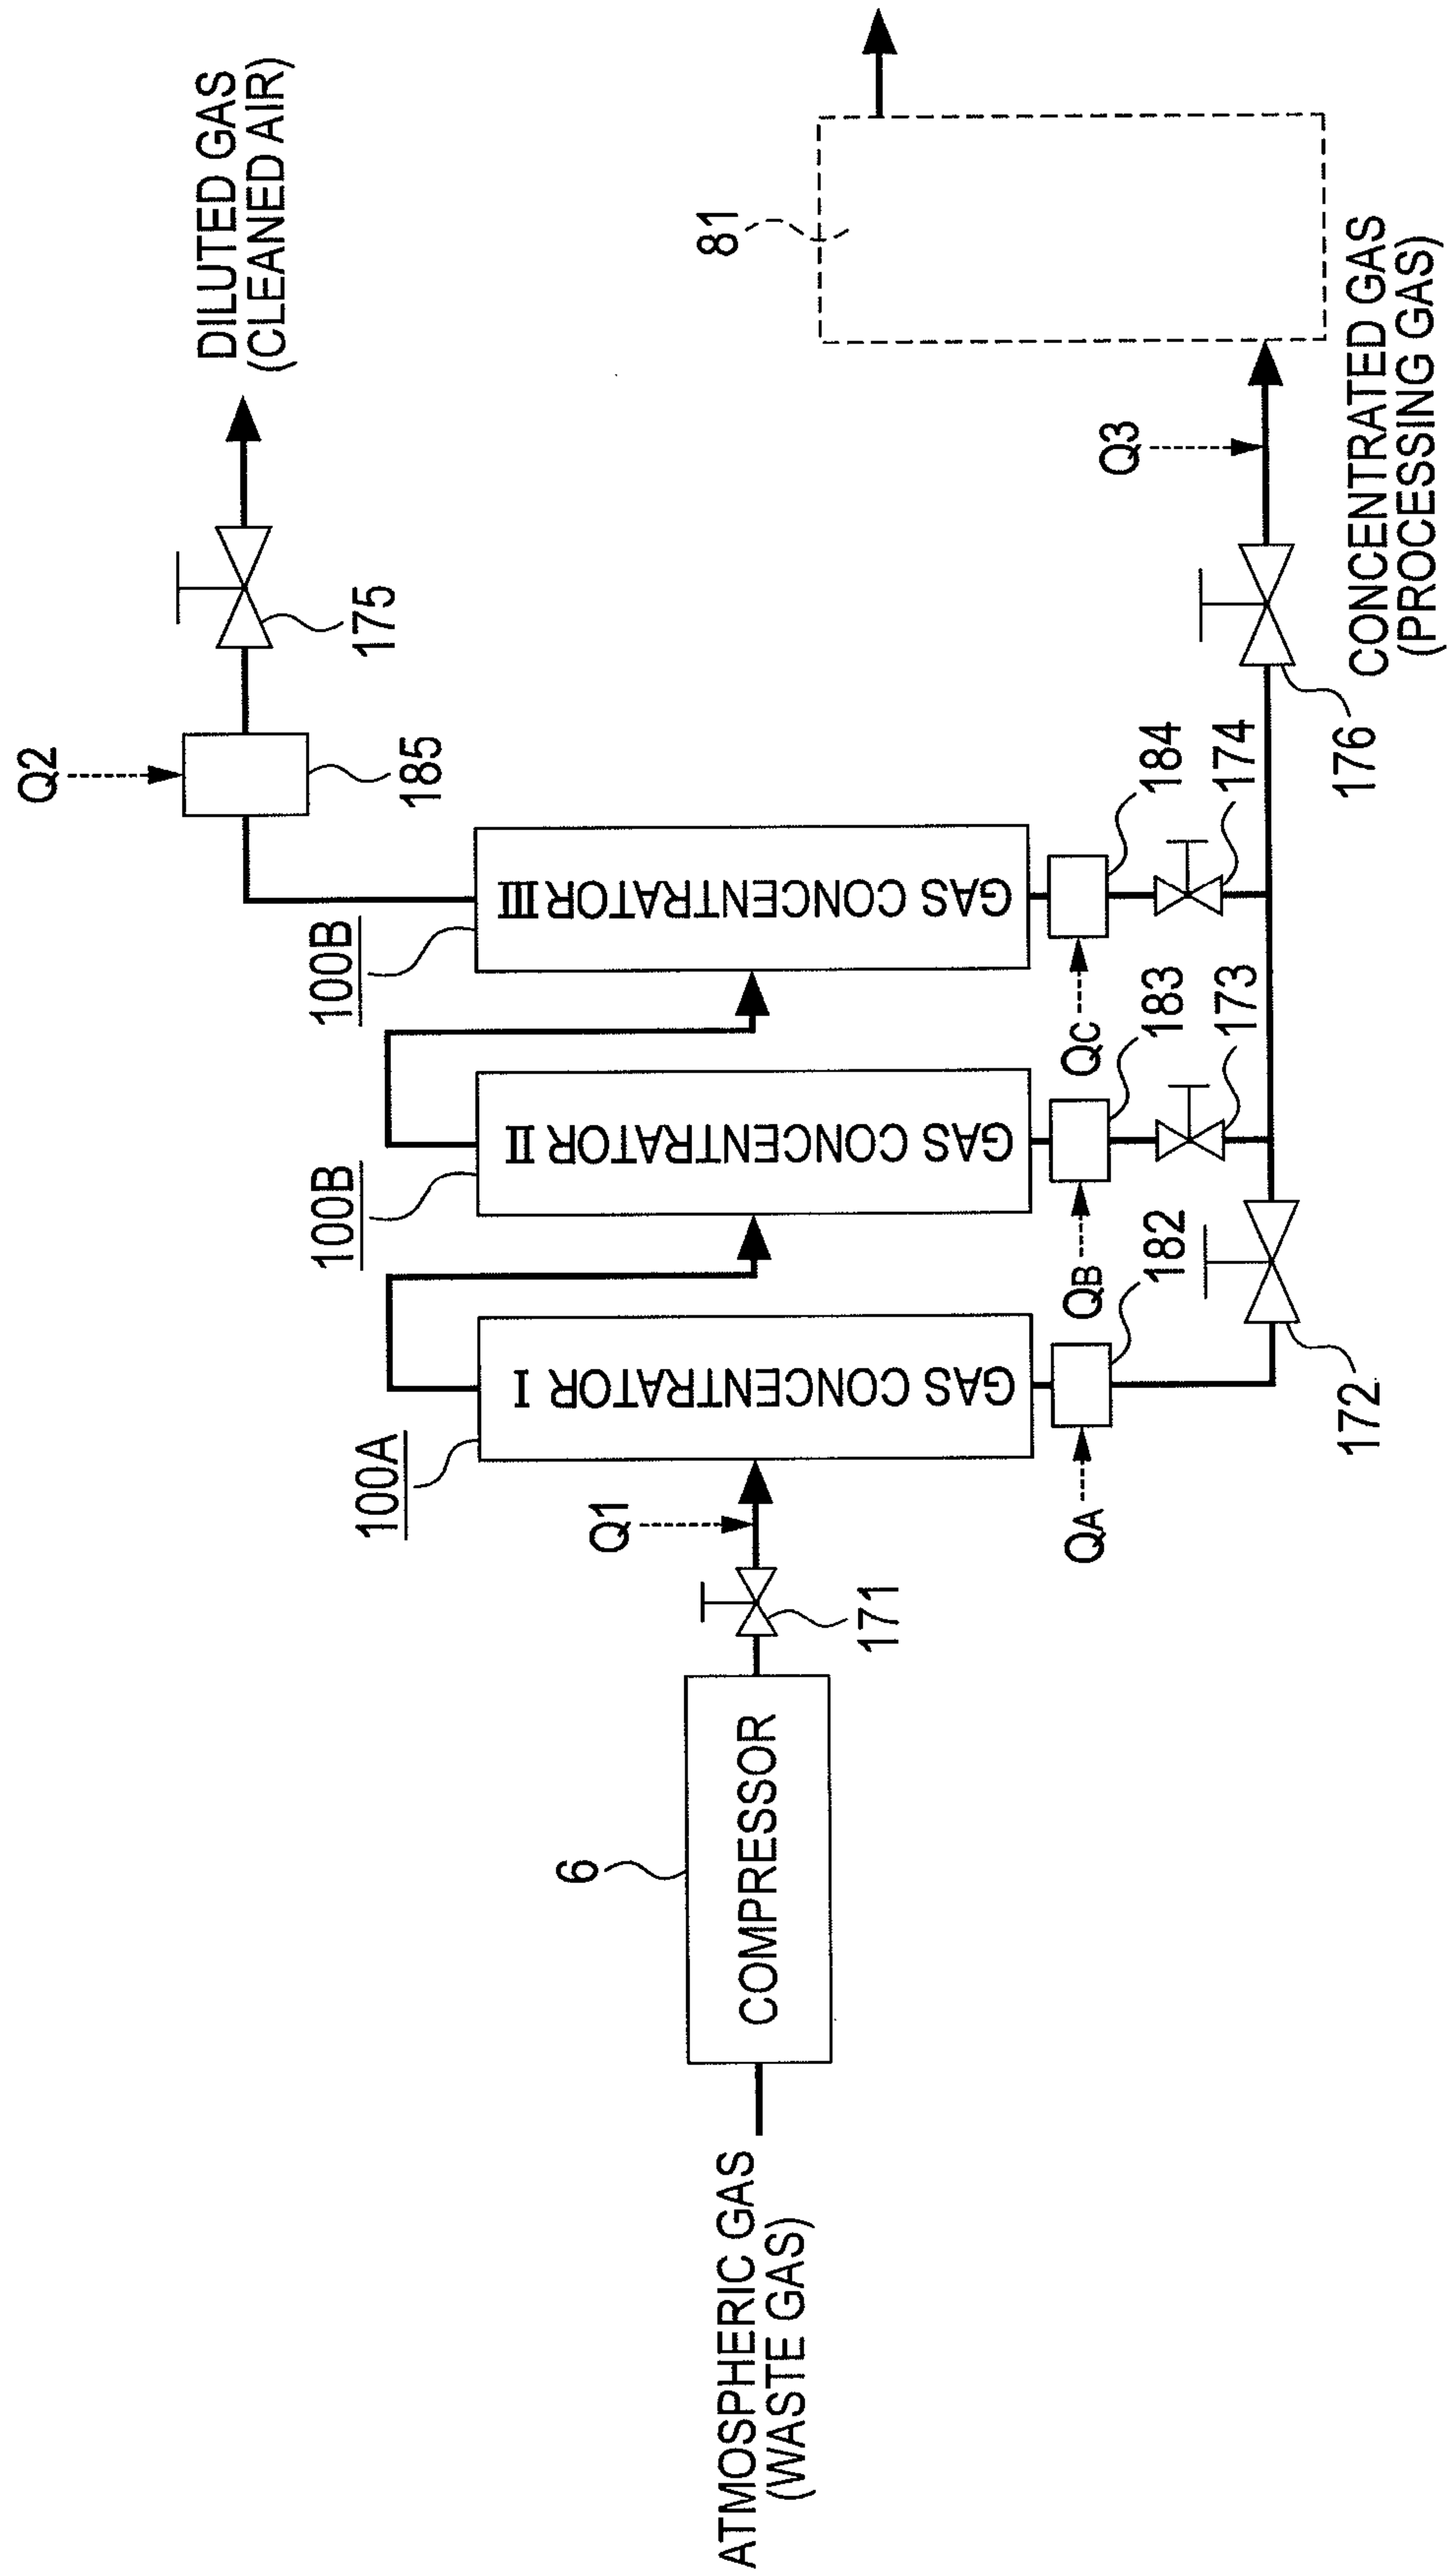 DILUTED GAS
(CLEANED AIR)
Q2
185
175
100A
100B
100B
GAS CONCENTRATOR I
GAS CONCENTRATOR II
GAS CONCENTRATOR III
81
ATMOSPHERIC GAS
(WASTE GAS)
6
COMPRESSOR
171
Q1
QA
182
QB
183
QC
184
172
173
174
176
Q3
CONCENTRATED GAS
(PROCESSING GAS)